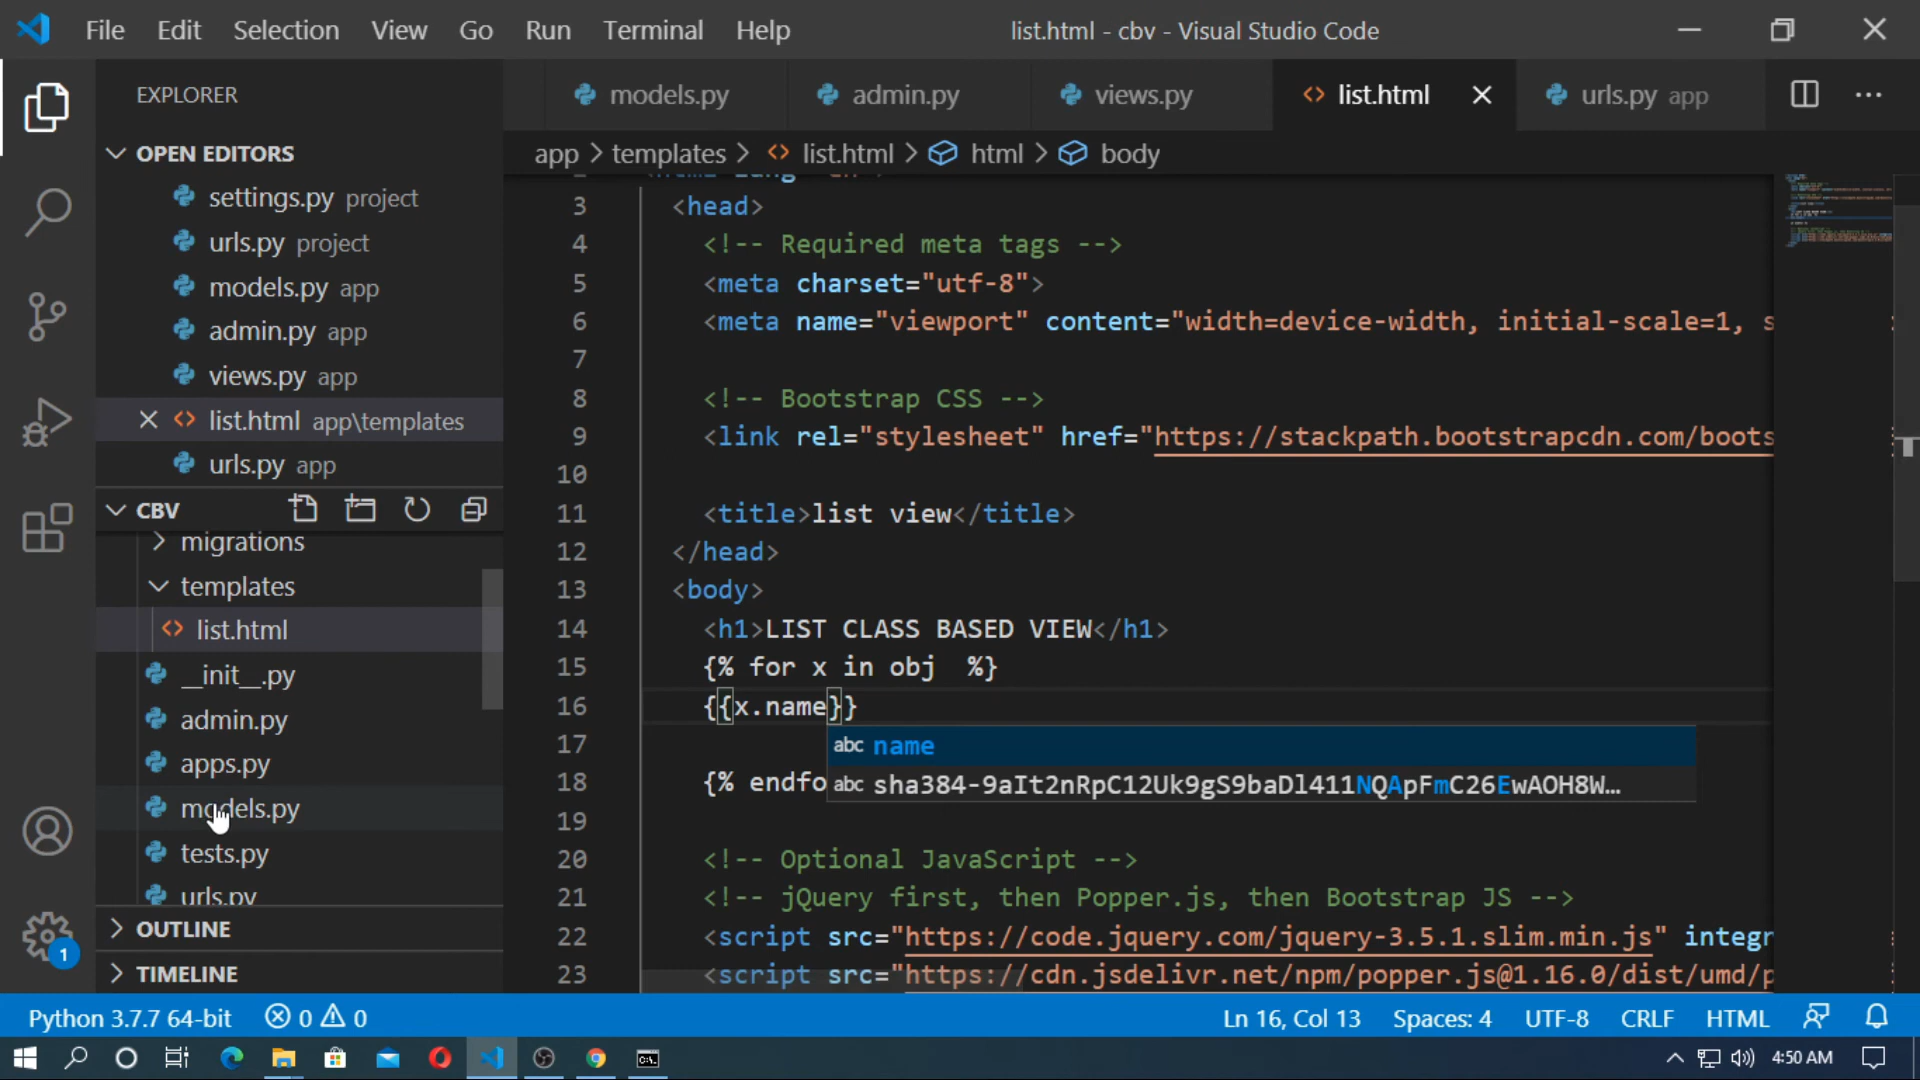 File Edit Selection View Go Run Terminal Help
list.html - cbv - Visual Studio Code
EXPLORER
OPEN EDITORS
settings.py project
urls.py project
models.py app
admin.py app
views.py app
list.html app\templates
urls.py app
CBV
migrations
templates
list.html
__init__.py
admin.py
apps.py
models.py
tests.py
urls.py
OUTLINE
TIMELINE
models.py
admin.py
views.py
list.html
urls.py app
app > templates > list.html > html > body
3 <head>
4 <!-- Required meta tags -->
5 <meta charset="utf-8">
6 <meta name="viewport" content="width=device-width, initial-scale=1, s
7
8 <!-- Bootstrap CSS -->
9 <link rel="stylesheet" href="https://stackpath.bootstrapcdn.com/boots
10
11 <title>list view</title>
12 </head>
13 <body>
14 <h1>LIST CLASS BASED VIEW</h1>
15 {% for x in obj  %}
16 {{x.name}}
17
name
18 {% endfo
sha384-9aIt2nRpC12Uk9gS9baDl411NQApFmC26EwAOH8W...
19
20 <!-- Optional JavaScript -->
21 <!-- jQuery first, then Popper.js, then Bootstrap JS -->
22 <script src="https://code.jquery.com/jquery-3.5.1.slim.min.js" integr
23 <script src="https://cdn.jsdelivr.net/npm/popper.js@1.16.0/dist/umd/p
1
Python 3.7.7 64-bit
0
0
Ln 16, Col 13
Spaces: 4
UTF-8
CRLF
HTML
4:50 AM